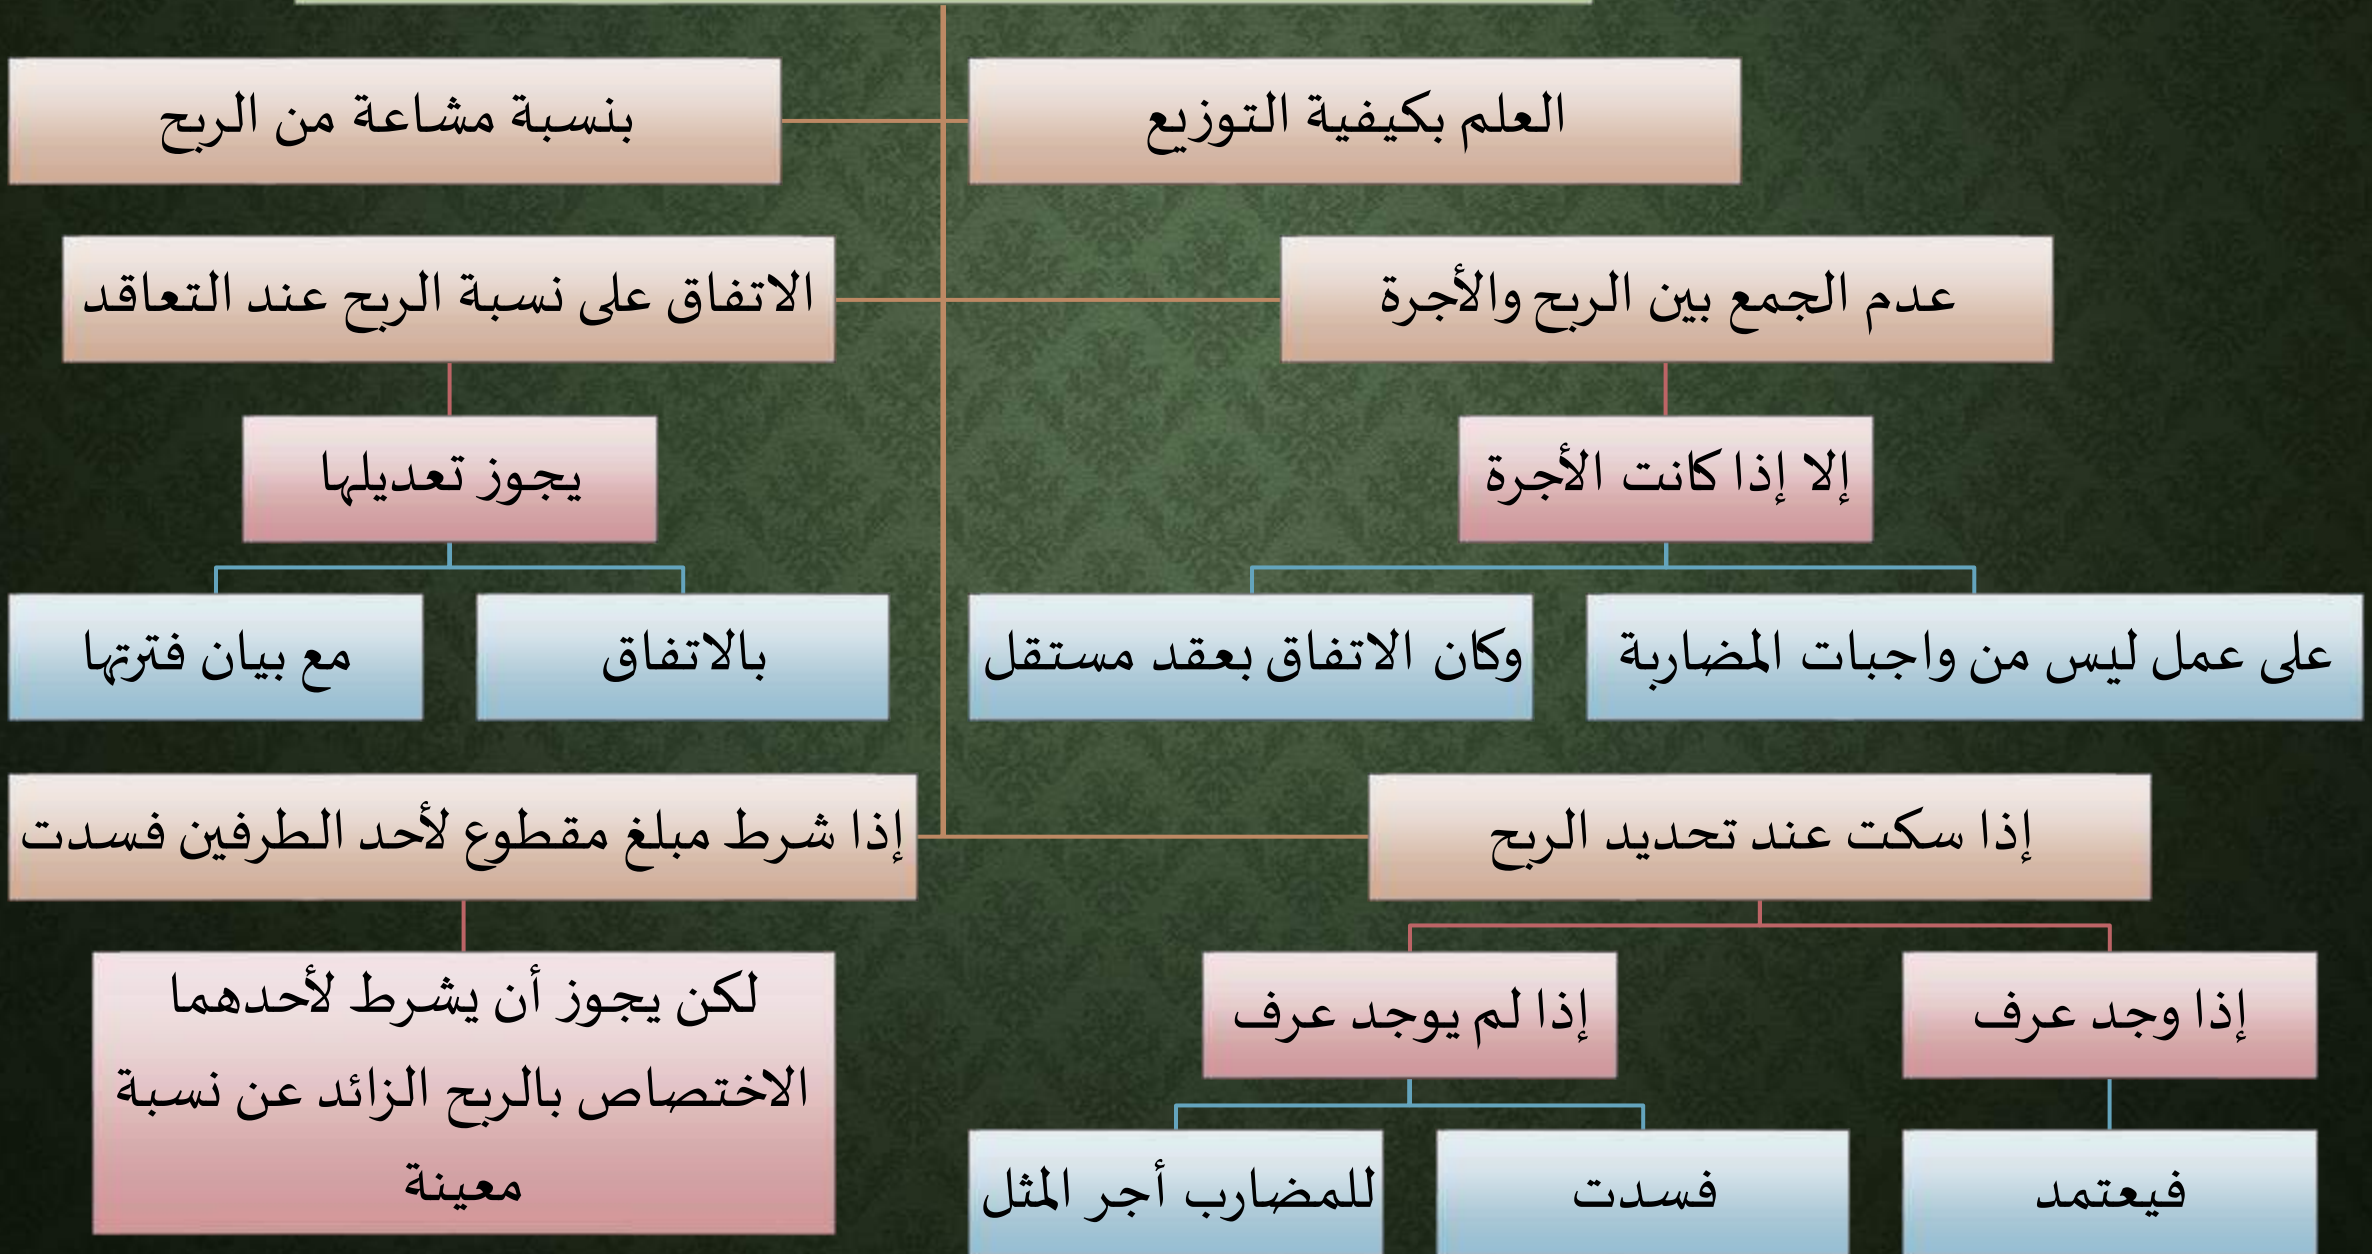 العلم بكيفية التوزيع
بنسبة مشاعة من الربح
عدم الجمع بين الربح والأجرة
الاتفاق على نسبة الربح عند التعاقد
إلا إذا كانت الأجرة
يجوز تعديلها
على عمل ليس من واجبات المضاربة
وكان الاتفاق بعقد مستقل
بالاتفاق
مع بيان فترتها
إذا سكت عند تحديد الربح
إذا شرط مبلغ مقطوع لأحد الطرفين فسدت
إذا وجد عرف
إذا لم يوجد عرف
لكن يجوز أن يشرط لأحدهما
الاختصاص بالربح الزائد عن نسبة
معينة
فيعتمد
فسدت
للمضارب أجر المثل